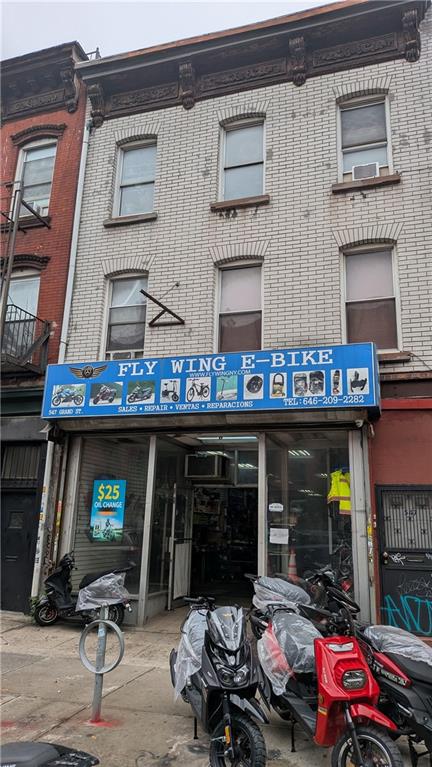 FLY WING E-BIKE
WWW.FLYWINGNY.COM
547 GRAND ST.
SALES • REPAIR • VENTAS • REPARACIONS
TEL: 646-209-2282
$25
OIL CHANGE